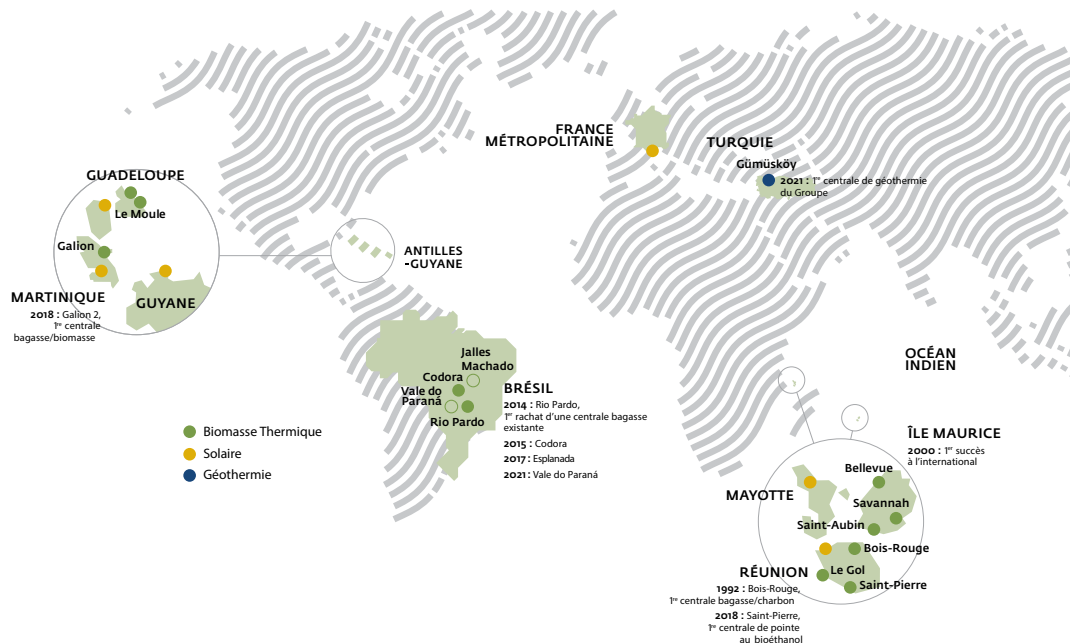 FRANCE
MÉTROPOLITAINE
TURQUIE
Gümüsköy
2021 : 1re centrale de géothermie
du Groupe
GUADELOUPE
Le Moule
Galion
MARTINIQUE
2018 : Galion 2,
1re centrale
bagasse/biomasse
GUYANE
ANTILLES
-GUYANE
Jalles
Machado
Codora
Vale do
Paraná
Rio Pardo
BRÉSIL
2014 : Rio Pardo,
1er rachat d'une centrale bagasse
existante
2015 : Codora
2017 : Esplanada
2021 : Vale do Paraná
Biomasse Thermique
Solaire
Géothermie
OCÉAN
INDIEN
ÎLE MAURICE
2000 : 1er succès
à l'international
Bellevue
MAYOTTE
Savannah
Saint-Aubin
Bois-Rouge
Le Gol
Saint-Pierre
RÉUNION
1992 : Bois-Rouge,
1re centrale bagasse/charbon
2018 : Saint-Pierre,
1re centrale de pointe
au bioéthanol